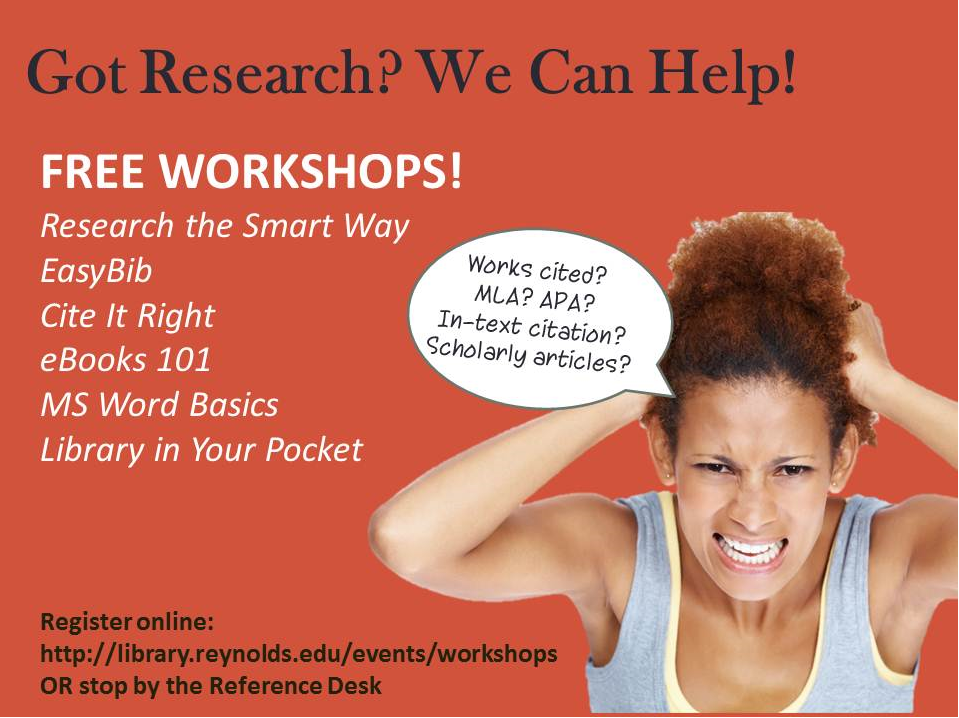 Got Research? We Can Help!
FREE WORKSHOPS!
Research the Smart Way
EasyBib
Cite It Right
eBooks 101
MS Word Basics
Library in Your Pocket
Works cited?
MLA? APA?
In-text citation?
Scholarly articles?
Register online:
http://library.reynolds.edu/events/workshops
OR stop by the Reference Desk